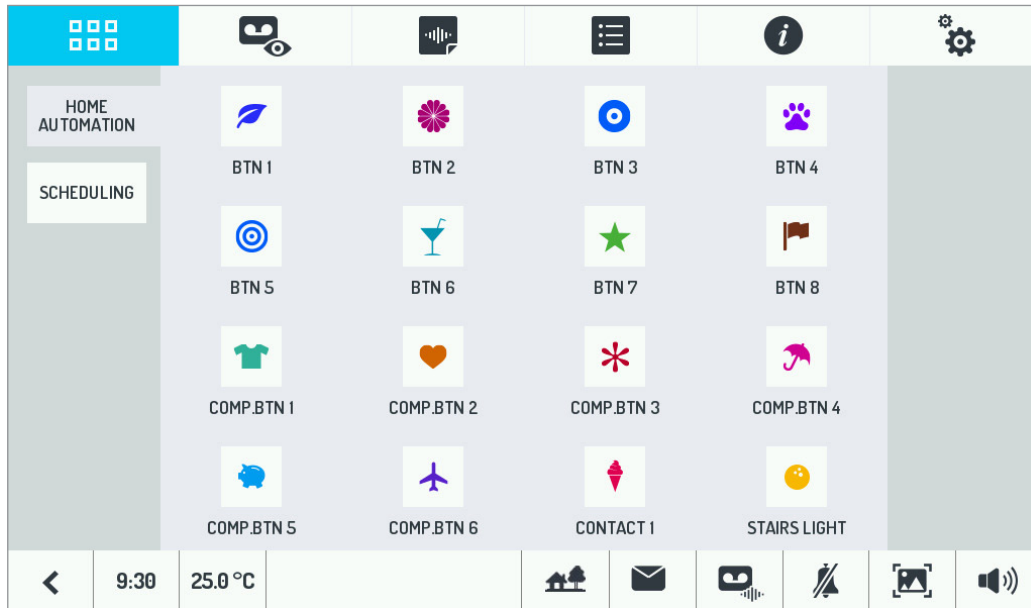 HOME
AUTOMATION
SCHEDULING
BTN 1
BTN 2
BTN 3
BTN 4
BTN 5
BTN 6
BTN 7
BTN 8
COMP.BTN 1
COMP.BTN 2
COMP.BTN 3
COMP.BTN 4
COMP.BTN 5
COMP.BTN 6
CONTACT 1
STAIRS LIGHT
9:30
25.0 °C